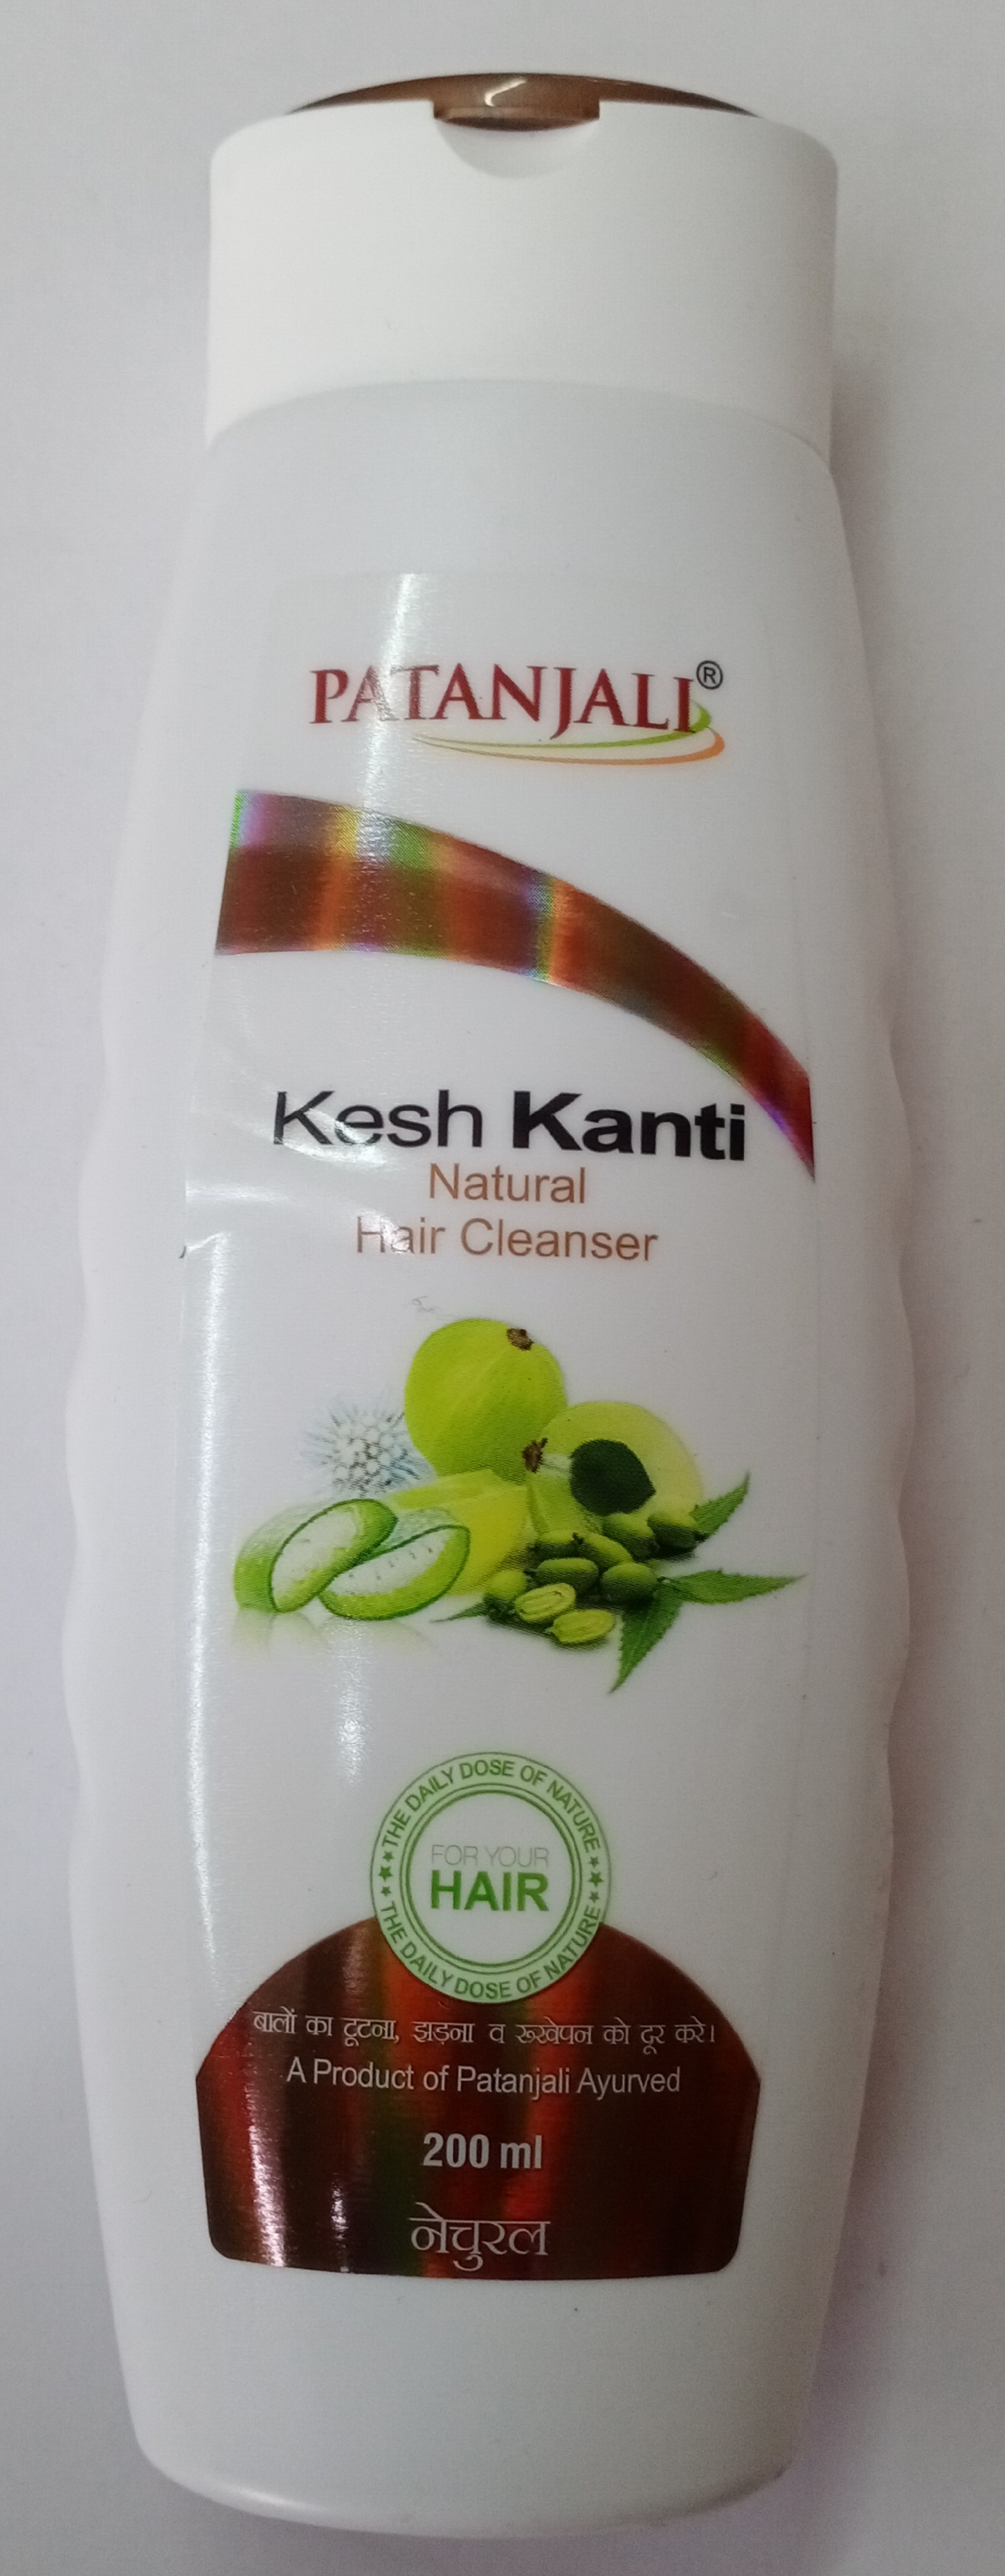 PATANJALI®
Kesh Kanti
Natural
Hair Cleanser
THE DAILY DOSE OF NATURE
FOR YOUR
HAIR
THE DAILY DOSE OF NATURE
बालों का टूटना, झड़ना व रूखेपन को दूर करे।
A Product of Patanjali Ayurved
200 ml
नेचुरल